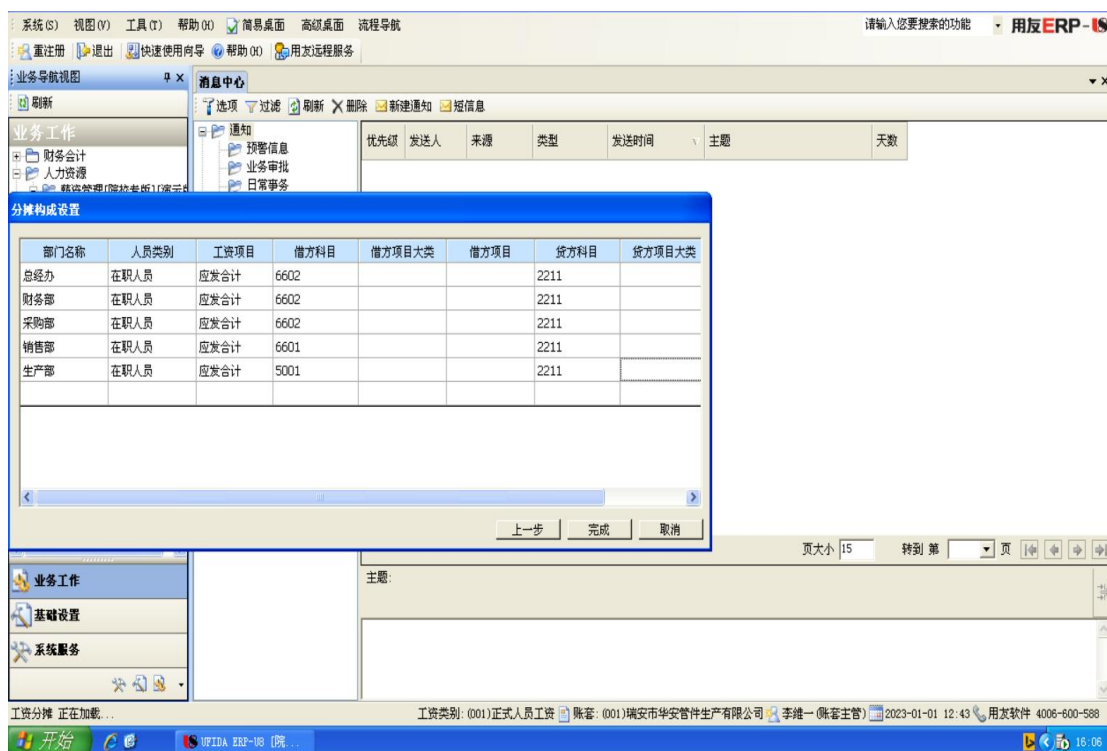 系统(S) 视图(V) 工具(T) 帮助(H) 简易桌面 高级桌面 流程导航 请输入您要搜索的功能 用友ERP-U8
重注册 退出 快速使用向导 帮助(H) 用友远程服务
业务导航视图
消息中心
刷新
选项 过滤 刷新 删除 新建通知 短信息
业务工作
通知
预警信息
业务审批
日常事务
优先级 发送人 来源 类型 发送时间 主题 天数
财务会计
人力资源
薪资管理[院校专版][演示版
分摊构成设置
部门名称 人员类别 工资项目 借方科目 借方项目大类 借方项目 贷方科目 贷方项目大类
总经办 在职人员 应发合计 6602 2211
财务部 在职人员 应发合计 6602 2211
采购部 在职人员 应发合计 6602 2211
销售部 在职人员 应发合计 6601 2211
生产部 在职人员 应发合计 5001 2211
上一步 完成 取消
页大小 15 转到 第 页
业务工作
主题:
基础设置
系统服务
工资分摊 正在加载... 工资类别:(001)正式人员工资 账套:(001)瑞安市华安管件生产有限公司 李维一(账套主管) 2023-01-01 12:43 用友软件 4006-600-588
开始 UFIDA ERP-U8 [院... 16:06